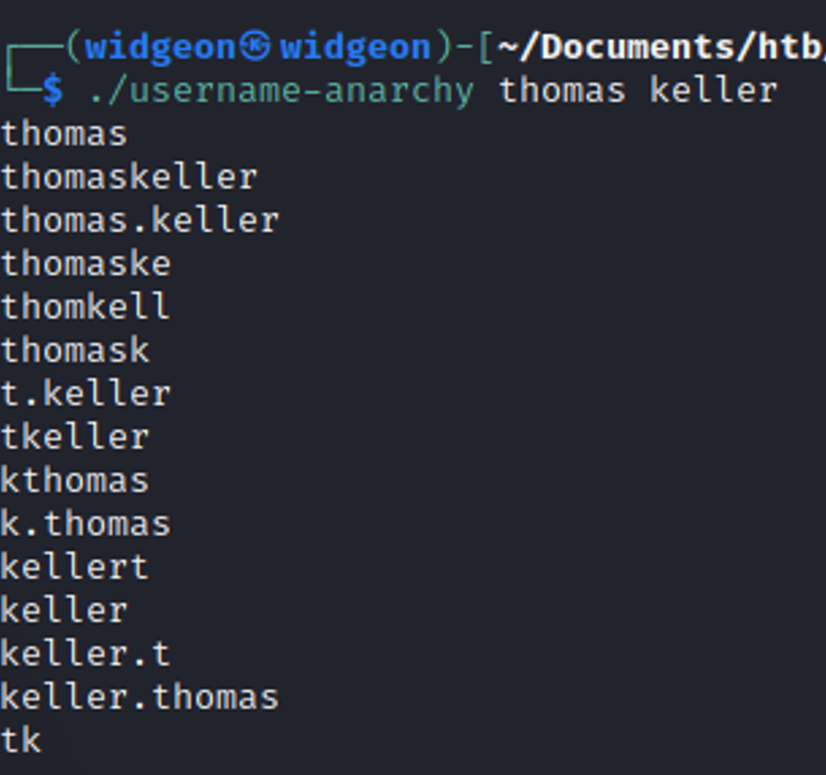 ┌──(widgeon㉿widgeon)-[~/Documents/htb/
└─$ ./username-anarchy thomas keller
thomas
thomaskeller
thomas.keller
thomaske
thomkell
thomask
t.keller
tkeller
kthomas
k.thomas
kellert
keller
keller.t
keller.thomas
tk